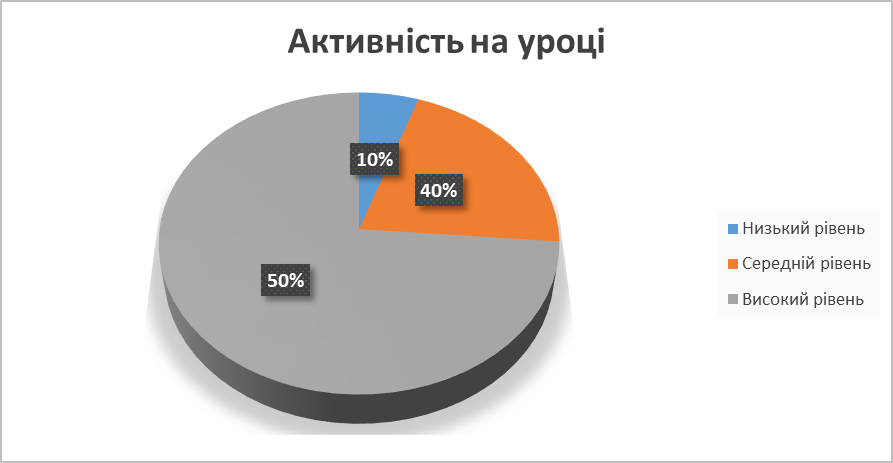 Активність на уроці
10%
40%
50%
Низький рівень
Середній рівень
Високий рівень